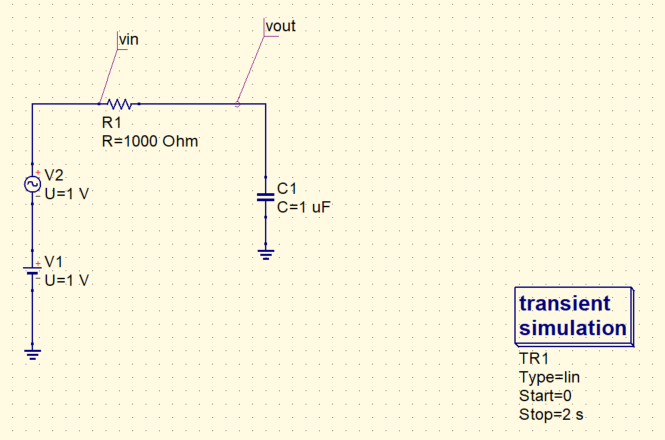 vin
vout
R1
R=1000 Ohm
V2
U=1 V
C1
C=1 uF
V1
U=1 V
transient
simulation
TR1
Type=lin
Start=0
Stop=2 s